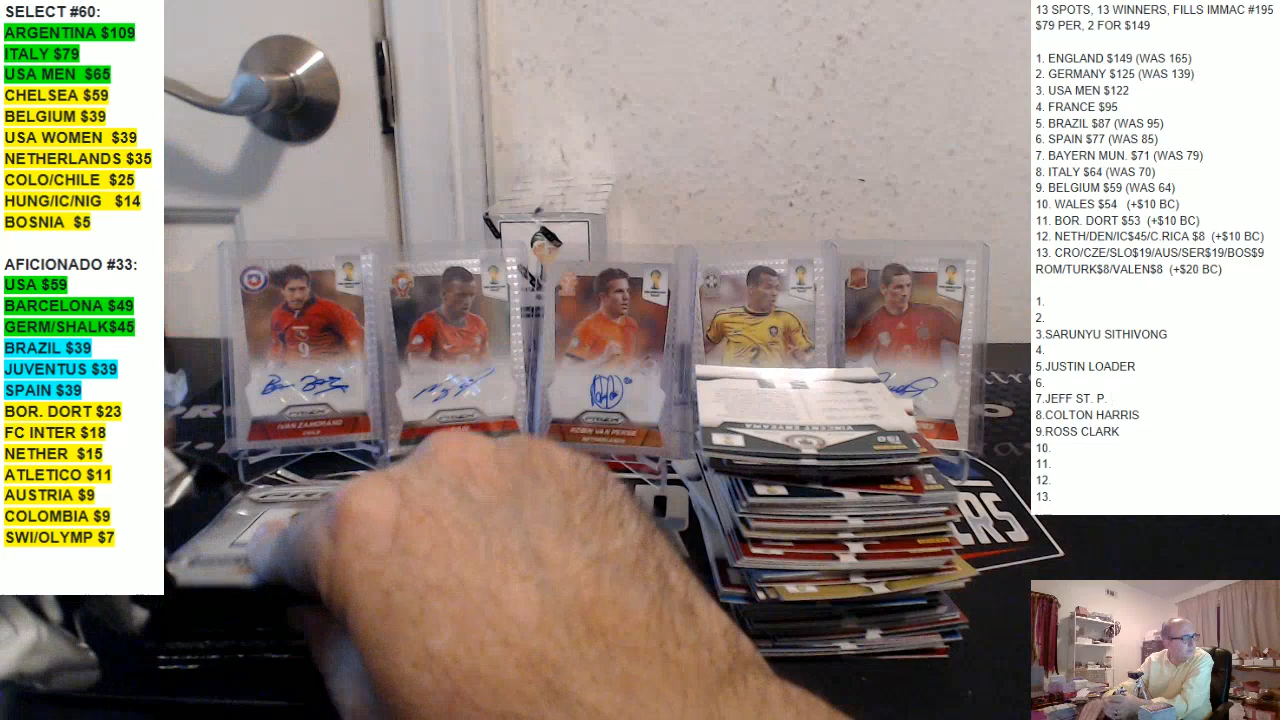 SELECT #60:
ARGENTINA $109
ITALY $79
USA MEN $65
CHELSEA $59
BELGIUM $39
USA WOMEN $39
NETHERLANDS $35
COLO/CHILE $25
HUNG/IC/NIG $14
BOSNIA $5
AFICIONADO #33:
USA $59
BARCELONA $49
GERM/SHALK$45
BRAZIL $39
JUVENTUS $39
SPAIN $39
BOR. DORT $23
FC INTER $18
NETHER $15
ATLETICO $11
AUSTRIA $9
COLOMBIA $9
SWI/OLYMP $7
13 SPOTS, 13 WINNERS, FILLS IMMAC #195
$79 PER, 2 FOR $149
1. ENGLAND $149 (WAS 165)
2. GERMANY $125 (WAS 139)
3. USA MEN $122
4. FRANCE $95
5. BRAZIL $87 (WAS 95)
6. SPAIN $77 (WAS 85)
7. BAYERN MUN. $71 (WAS 79)
8. ITALY $64 (WAS 70)
9. BELGIUM $59 (WAS 64)
10. WALES $54 (+$10 BC)
11. BOR. DORT $53 (+$10 BC)
12. NETH/DEN/IC$45/C.RICA $8 (+$10 BC)
13. CRO/CZE/SLO$19/AUS/SER$19/BOS$9
ROM/TURK$8/VALEN$8 (+$20 BC)
1.
2.
3.SARUNYU SITHIVONG
4.
5.JUSTIN LOADER
6.
7.JEFF ST. P.
8.COLTON HARRIS
9.ROSS CLARK
10.
11.
12.
13.
9
PRIZM
IVAN ZAMORANO
CHILE
PRIZM
PRIZM
ROBIN VAN PERSIE
NETHERLANDS
VINCENT ENYEAMA
ERS